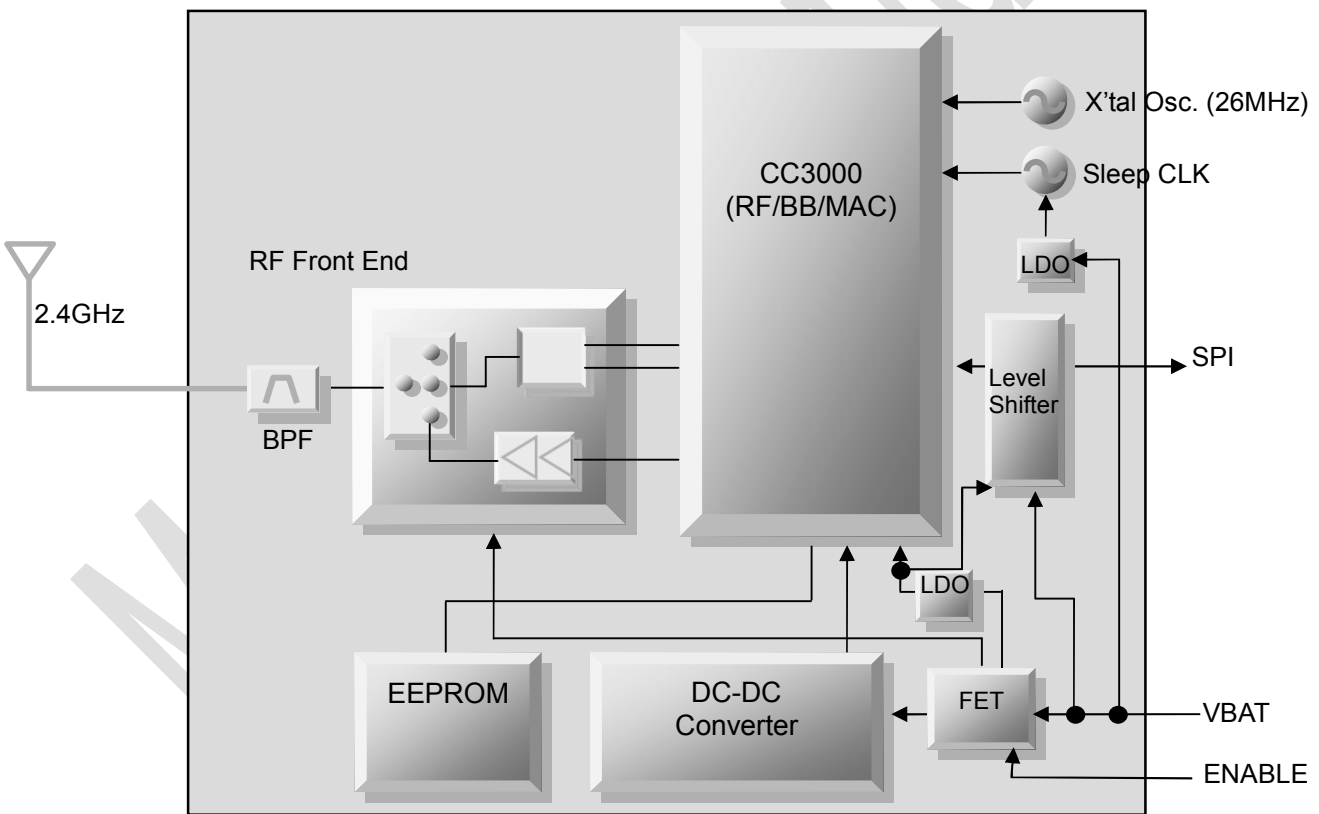 X'tal Osc. (26MHz)
CC3000
(RF/BB/MAC)
Sleep CLK
RF Front End
LDO
2.4GHz
SPI
Level
Shifter
BPF
LDO
EEPROM
DC-DC
Converter
FET
VBAT
ENABLE